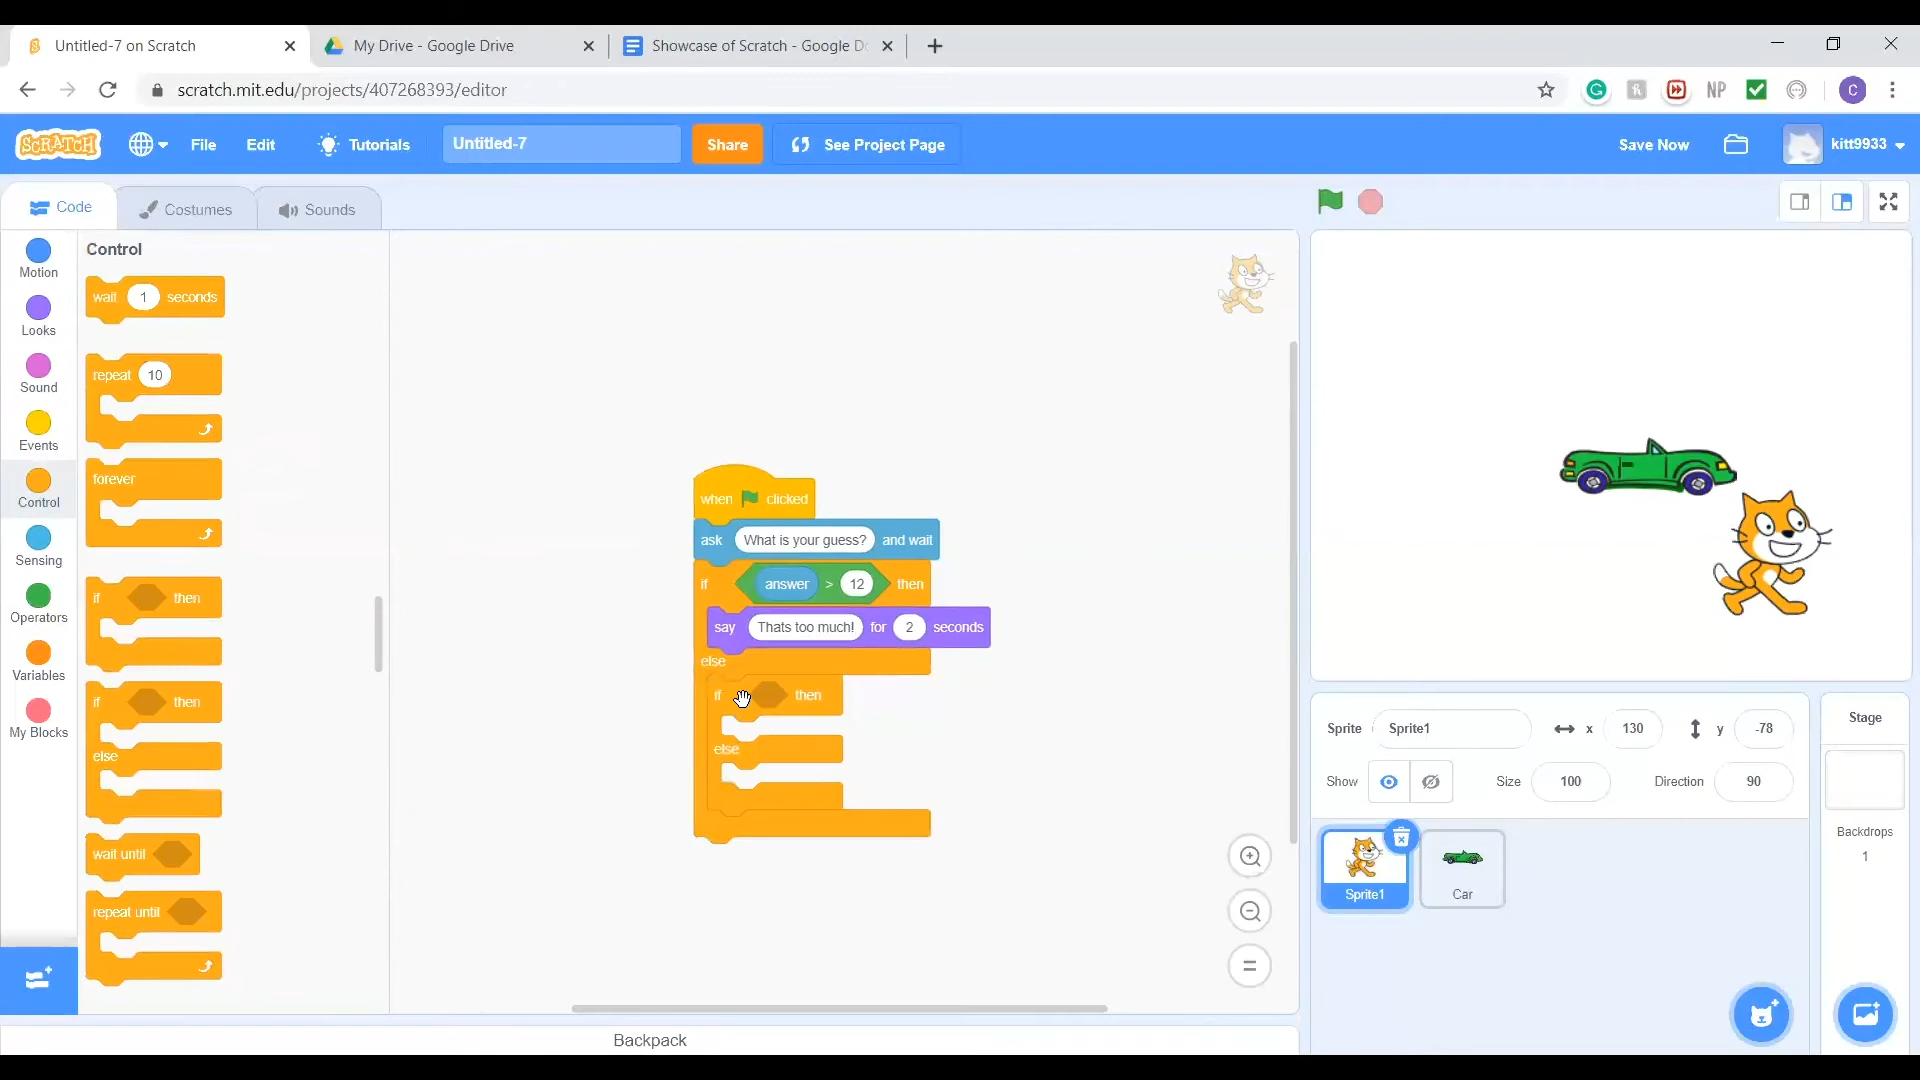 Untitled-7 on Scratch
My Drive - Google Drive
Showcase of Scratch - Google Do
scratch.mit.edu/projects/407268393/editor
NP
C
SCRATCH
File
Edit
Tutorials
Untitled-7
Share
See Project Page
Save Now
kitt9933
Code
Costumes
Sounds
Motion
Looks
Sound
Events
Control
Sensing
Operators
Variables
My Blocks
Control
wait 1 seconds
repeat 10
forever
if then
if then
else
wait until
repeat until
when clicked
ask What is your guess? and wait
if answer > 12 then
say Thats too much! for 2 seconds
else
if then
else
Backpack
Sprite Sprite1 x 130 y -78
Show Size 100 Direction 90
Sprite1
Car
Stage
Backdrops
1